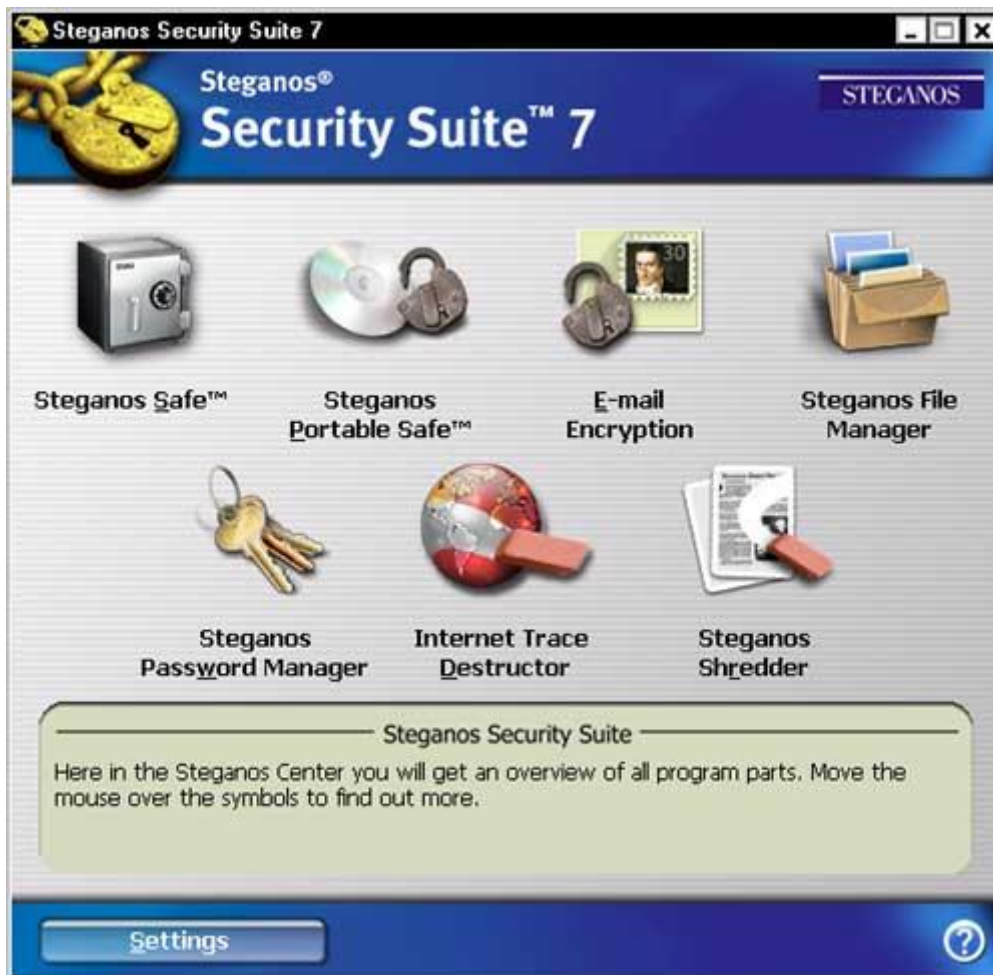 Steganos Security Suite 7
Steganos®
Security Suite™ 7
STEGANOS
30
Steganos Safe™
Steganos
Portable Safe™
E-mail
Encryption
Steganos File
Manager
Steganos
Password Manager
Internet Trace
Destructor
Steganos
Shredder
Steganos Security Suite
Here in the Steganos Center you will get an overview of all program parts. Move the
mouse over the symbols to find out more.
Settings
?